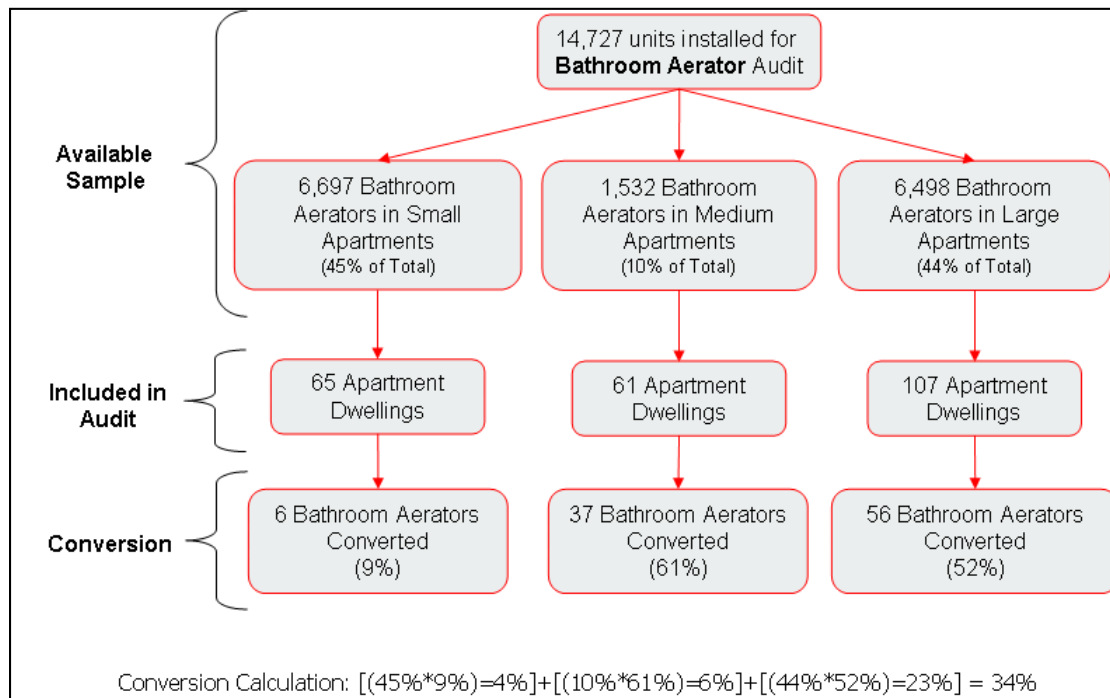 14,727 units installed for
Bathroom Aerator Audit
Available
Sample
6,697 Bathroom
Aerators in Small
Apartments
(45% of Total)
1,532 Bathroom
Aerators in Medium
Apartments
(10% of Total)
6,498 Bathroom
Aerators in Large
Apartments
(44% of Total)
Included in
Audit
65 Apartment
Dwellings
61 Apartment
Dwellings
107 Apartment
Dwellings
Conversion
6 Bathroom Aerators
Converted
(9%)
37 Bathroom Aerators
Converted
(61%)
56 Bathroom Aerators
Converted
(52%)
Conversion Calculation: [(45%*9%)=4%]+[(10%*61%)=6%]+[(44%*52%)=23%] = 34%